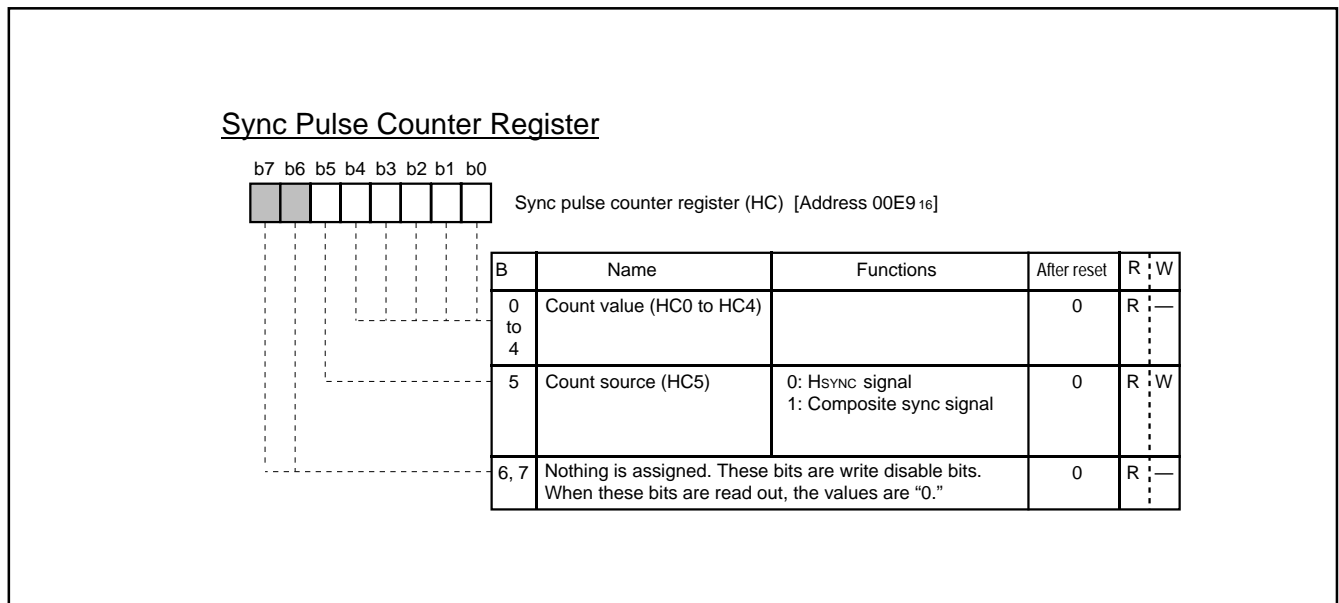 Sync Pulse Counter Register
b7 b6 b5 b4 b3 b2 b1 b0
Sync pulse counter register (HC) [Address 00E9 16]
B Name Functions After reset R W
0 to 4 Count value (HC0 to HC4) 0 R —
5 Count source (HC5) 0: HSYNC signal 0 R W
1: Composite sync signal
6, 7 Nothing is assigned. These bits are write disable bits. 0 R —
When these bits are read out, the values are “0.”